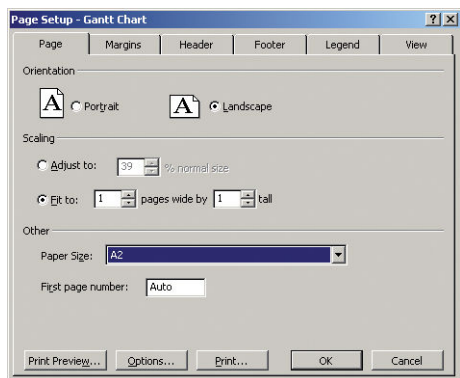 Page Setup - Gantt Chart
Page Margins Header Footer Legend View
Orientation
A Portrait A Landscape
Scaling
Adjust to: 39 % normal size
Fit to: 1 pages wide by 1 tall
Other
Paper Size: A2
First page number: Auto
Print Preview... Options... Print... OK Cancel